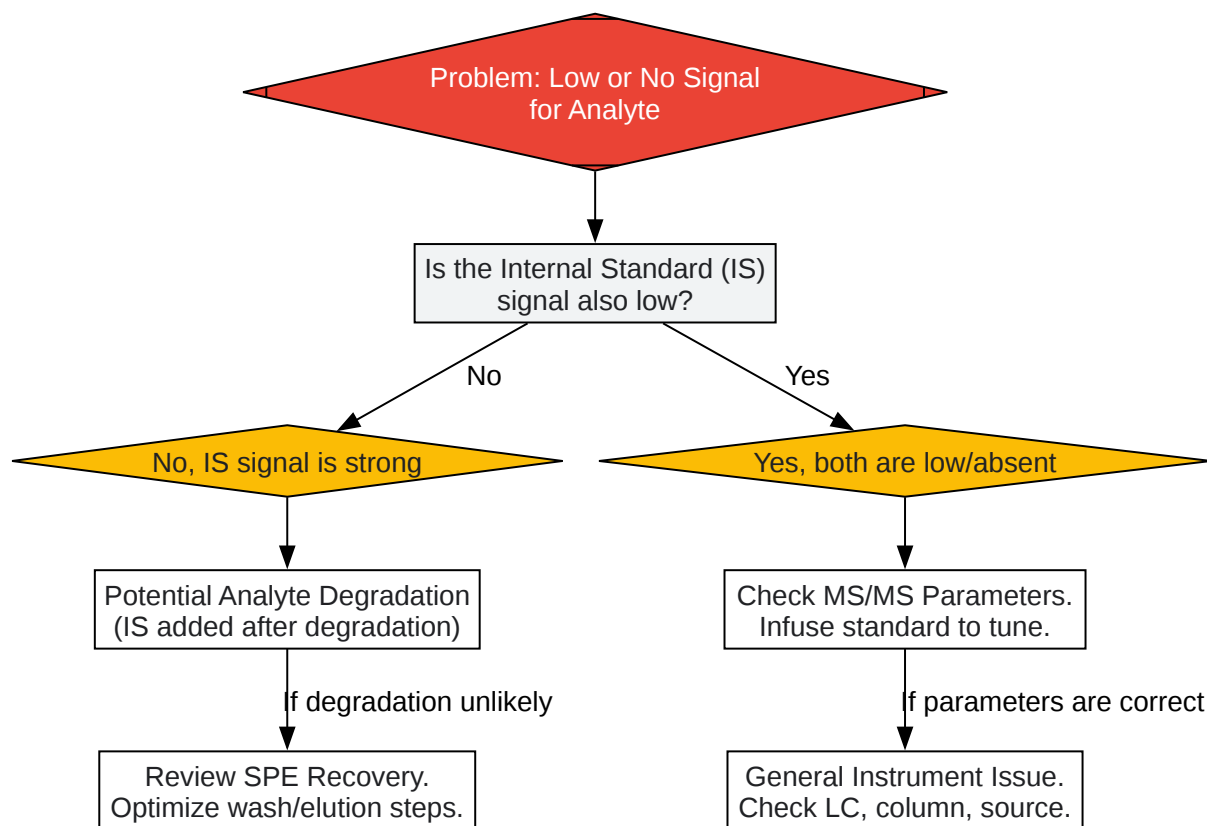 Problem: Low or No Signal
for Analyte
Is the Internal Standard (IS)
signal also low?
No
Yes
No, IS signal is strong
Yes, both are low/absent
Potential Analyte Degradation
(IS added after degradation)
Check MS/MS Parameters.
Infuse standard to tune.
If degradation unlikely
If parameters are correct
Review SPE Recovery.
Optimize wash/elution steps.
General Instrument Issue.
Check LC, column, source.